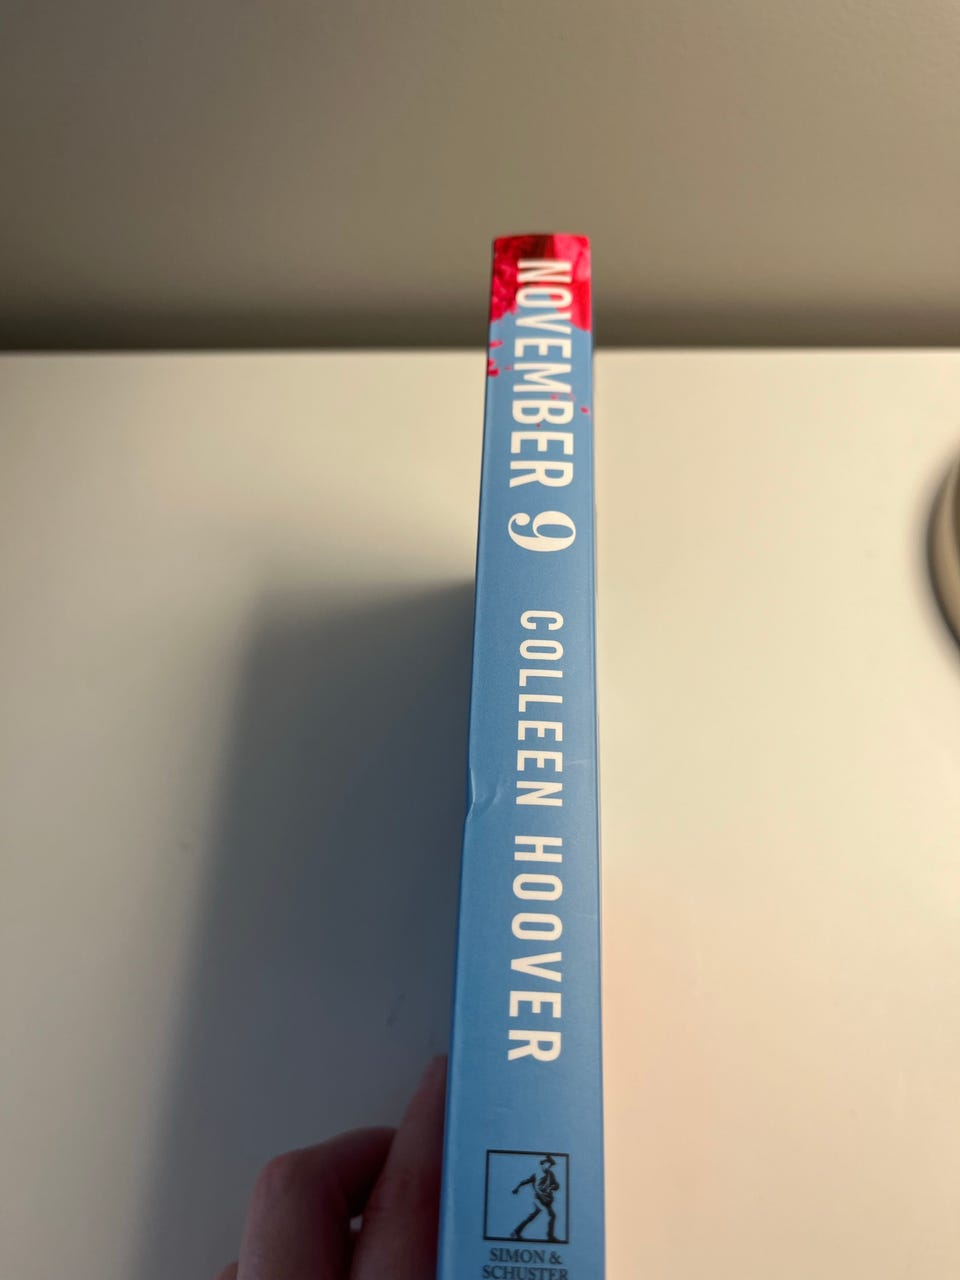 NOVEMBER 9
COLLEEN HOOVER
SIMON &
SCHUSTER